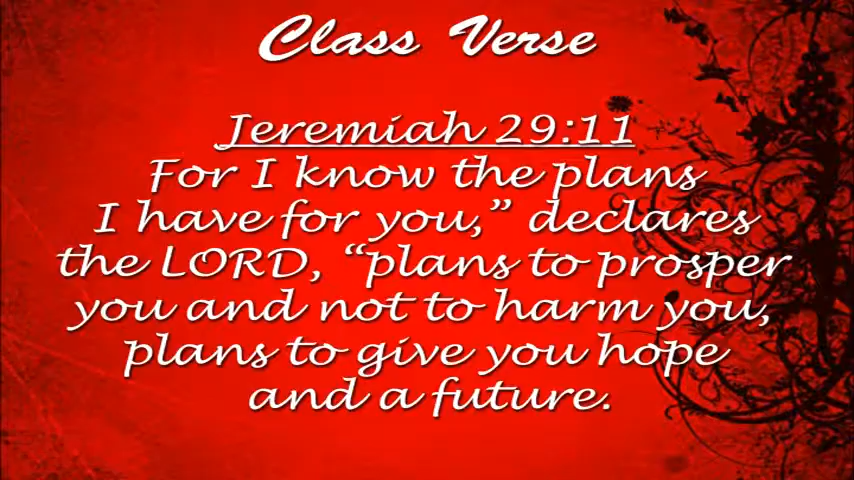 Class Verse
Jeremiah 29:11
For I know the plans
I have for you,” declares
the LORD, “plans to prosper
you and not to harm you,
plans to give you hope
and a future.